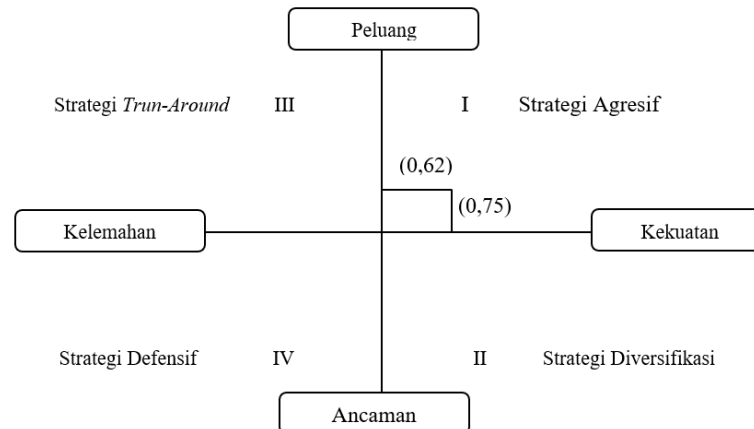 Peluang
Strategi Trun-Around III I Strategi Agresif
(0,62)
(0,75)
Kelemahan Kekuatan
Strategi Defensif IV II Strategi Diversifikasi
Ancaman